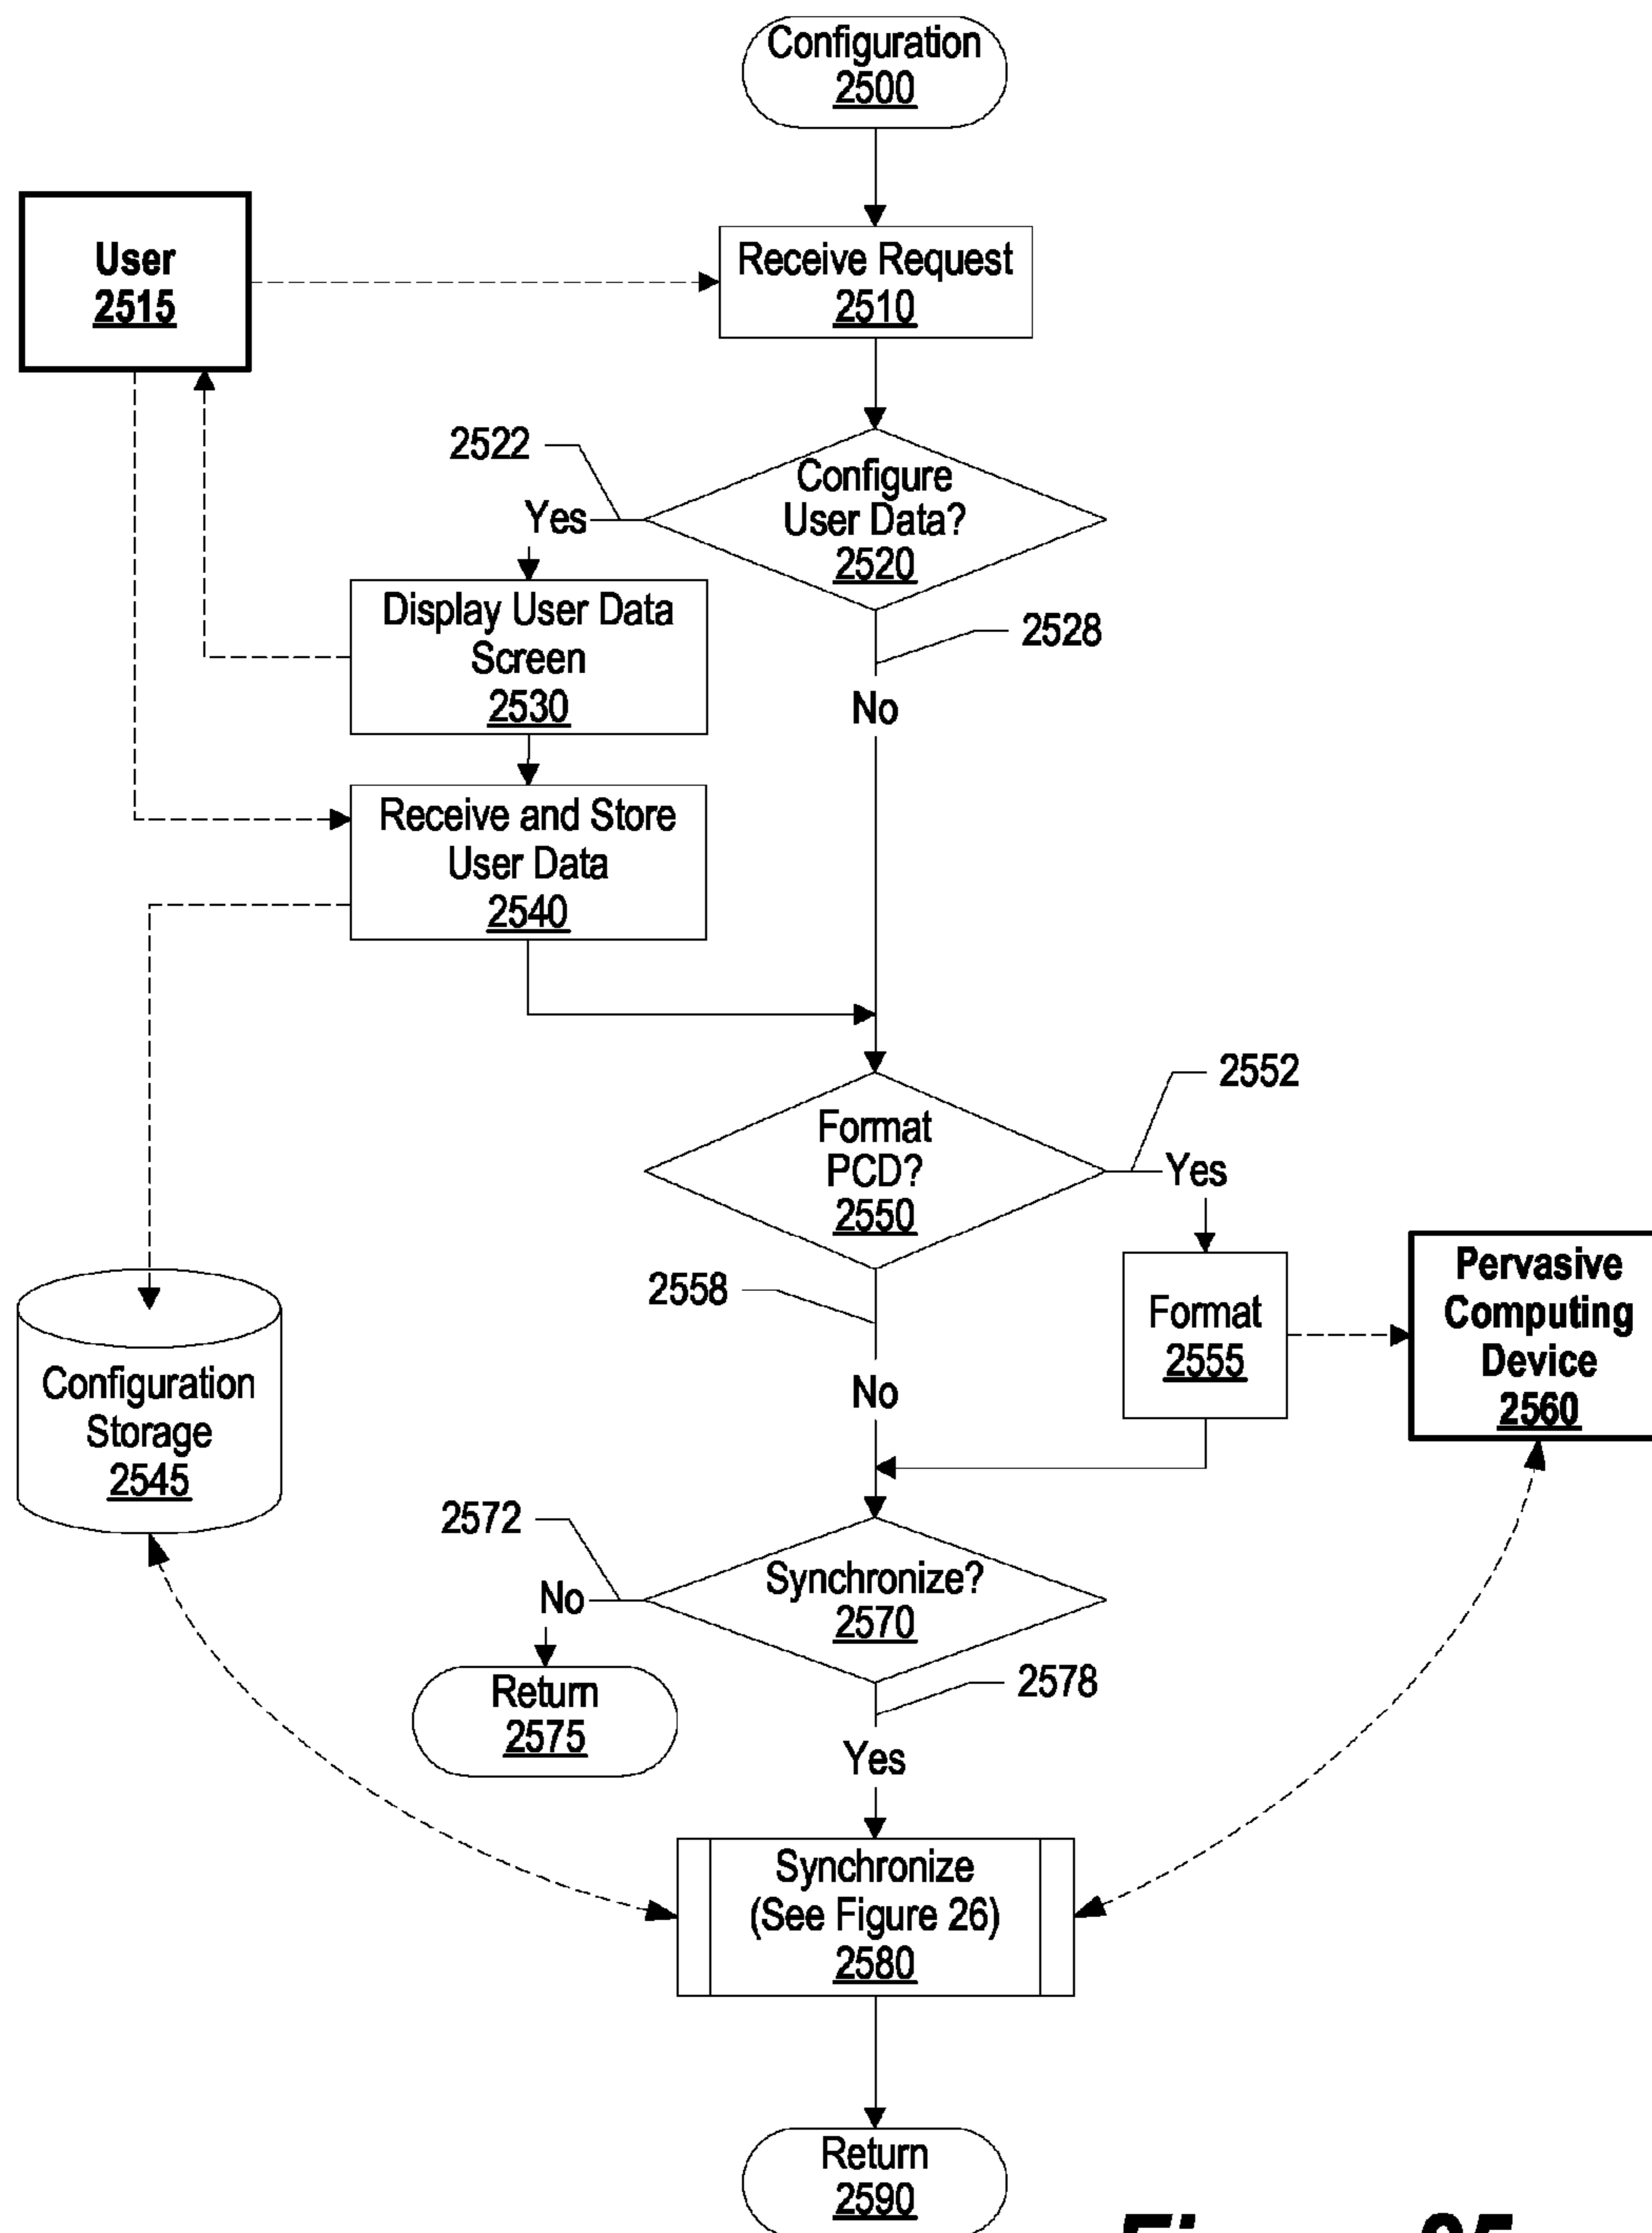 Configuration
2500
User
2515
Receive Request
2510
2522
Configure
User Data?
2520
Yes
Display User Data
Screen
2530
2528
No
Receive and Store
User Data
2540
2552
Format
PCD?
2550
Yes
2558
No
Format
2555
Pervasive
Computing
Device
2560
Configuration
Storage
2545
2572
No
Synchronize?
2570
Return
2575
2578
Yes
Synchronize
(See Figure 26)
2580
Return
2590